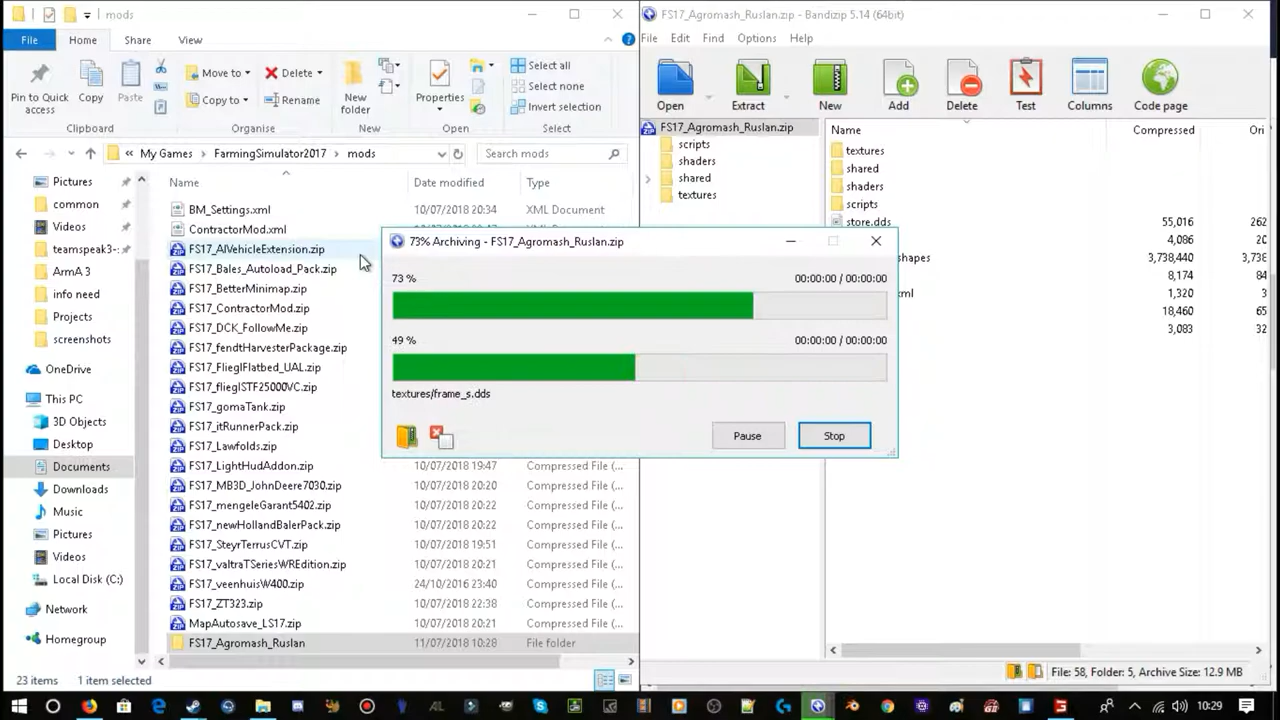 mods
File
Home
Share
View
Pin to Quick
access
Copy
Paste
Move to
Copy to
Delete
Rename
New
folder
Properties
Select all
Select none
Invert selection
Clipboard
Organise
New
Open
Select
My Games
FarmingSimulator2017
mods
Search mods
Pictures
common
Videos
teamspeak3-:
ArmA 3
info need
Projects
screenshots
OneDrive
This PC
3D Objects
Desktop
Documents
Downloads
Music
Pictures
Videos
Local Disk (C:)
Network
Homegroup
Name Date modified Type
BM_Settings.xml 10/07/2018 20:34 XML Document
ContractorMod.xml
FS17_AIVehicleExtension.zip
FS17_Bales_Autoload_Pack.zip
FS17_BetterMinimap.zip
FS17_ContractorMod.zip
FS17_DCK_FollowMe.zip
FS17_fendtHarvesterPackage.zip
FS17_FlieglFlatbed_UAL.zip
FS17_flieglSTF25000VC.zip
FS17_gomaTank.zip
FS17_itRunnerPack.zip
FS17_Lawfolds.zip
FS17_LightHudAddon.zip 10/07/2018 19:47 Compressed File (...
FS17_MB3D_JohnDeere7030.zip 10/07/2018 20:20 Compressed File (...
FS17_mengeleGarant5402.zip 10/07/2018 20:22 Compressed File (...
FS17_newHollandBalerPack.zip 10/07/2018 20:22 Compressed File (...
FS17_SteyrTerrusCVT.zip 10/07/2018 19:51 Compressed File (...
FS17_valtraTSeriesWREdition.zip 10/07/2018 20:21 Compressed File (...
FS17_veenhuisW400.zip 24/10/2016 23:40 Compressed File (...
FS17_ZT323.zip 10/07/2018 22:38 Compressed File (...
MapAutosave_LS17.zip 10/07/2018 20:21 Compressed File (...
FS17_Agromash_Ruslan 11/07/2018 10:28 File folder
23 items 1 item selected
FS17_Agromash_Ruslan.zip - Bandizip 5.14 (64bit)
File Edit Find Options Help
Open
Extract
New
Add
Delete
Test
Columns
Code page
FS17_Agromash_Ruslan.zip
scripts
shaders
shared
textures
Name Compressed Ori
textures
shared
shaders
scripts
store.dds 55,016 262
4,086 20
shapes 3,738,440 3,738
8,174 84
xml 1,320 3
18,460 65
3,083 32
File: 58, Folder: 5, Archive Size: 12.9 MB
73% Archiving - FS17_Agromash_Ruslan.zip
73 % 00:00:00 / 00:00:00
49 % 00:00:00 / 00:00:00
textures/frame_s.dds
Pause
Stop
10:29